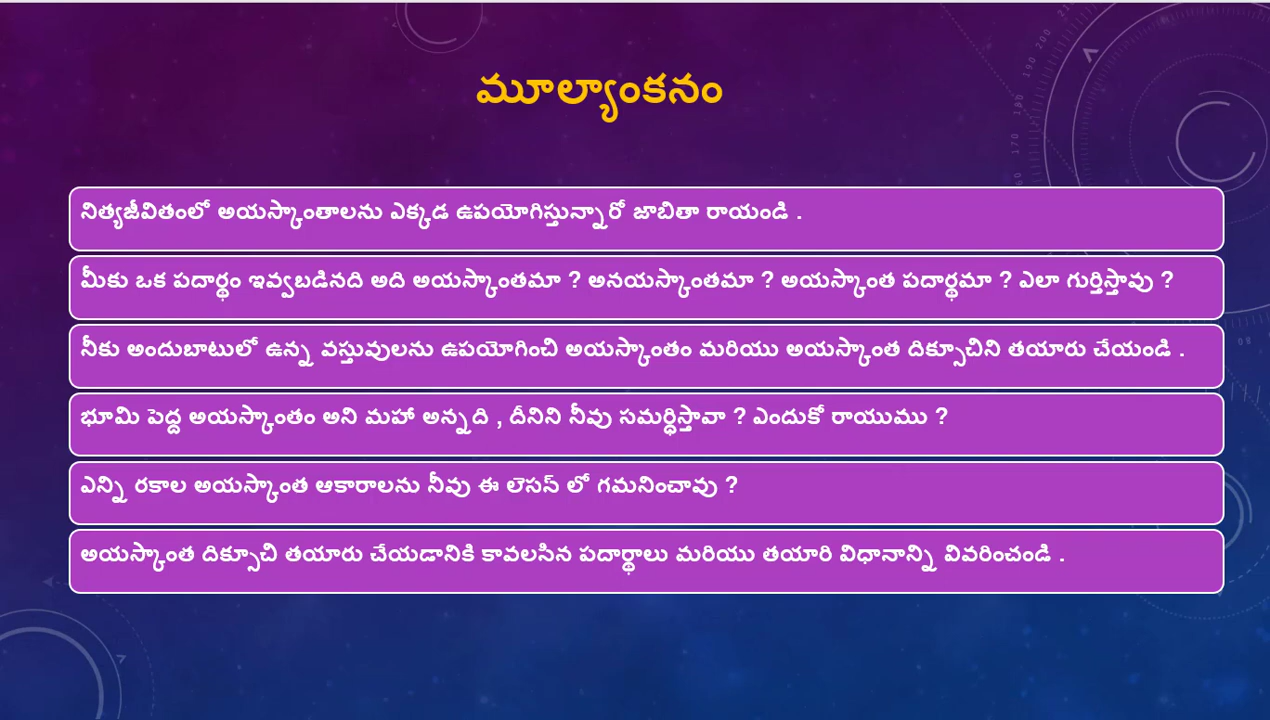 మూల్యాంకనం
నిత్యజీవితంలో అయస్కాంతాలను ఎక్కడ ఉపయోగిస్తున్నారో జాబితా రాయండి .
మీకు ఒక పదార్థం ఇవ్వబడినది అది అయస్కాంతమా ? అనయస్కాంతమా ? అయస్కాంత పదార్థమా ? ఎలా గుర్తిస్తావు ?
నీకు అందుబాటులో ఉన్న వస్తువులను ఉపయోగించి అయస్కాంతం మరియు అయస్కాంత దిక్సూచిని తయారు చేయండి .
భూమి పెద్ద అయస్కాంతం అని మహా అన్నది , దీనిని నీవు సమర్ధిస్తావా ? ఎందుకో రాయుము ?
ఎన్ని రకాల అయస్కాంత ఆకారాలను నీవు ఈ లెసస్ లో గమనించావు ?
అయస్కాంత దిక్సూచి తయారు చేయడానికి కావలసిన పదార్థాలు మరియు తయారి విధానాన్ని వివరించండి .